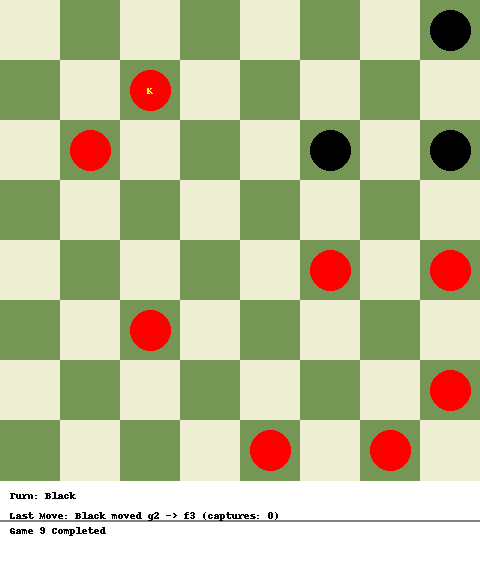 K
Turn: Black
Last Move: Black moved g2 -> f3 (captures: 0)
Game 9 Completed